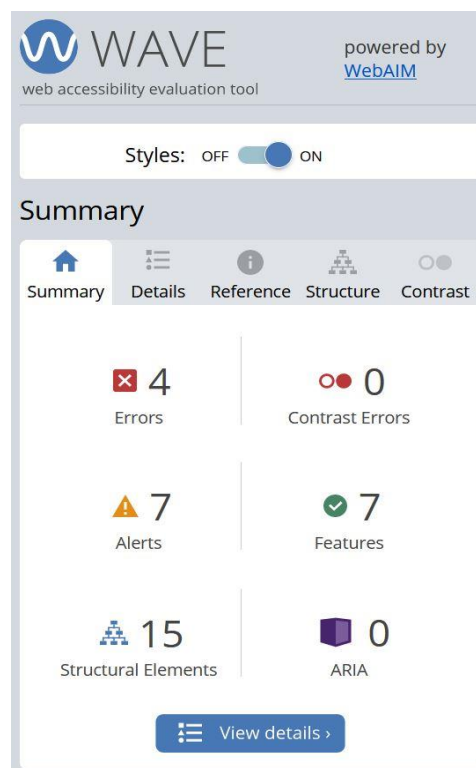 WAVE
powered by
WebAIM
web accessibility evaluation tool
Styles: OFF ON
Summary
Summary Details Reference Structure Contrast
4 0
Errors Contrast Errors
7 7
Alerts Features
15 0
Structural Elements ARIA
View details ›